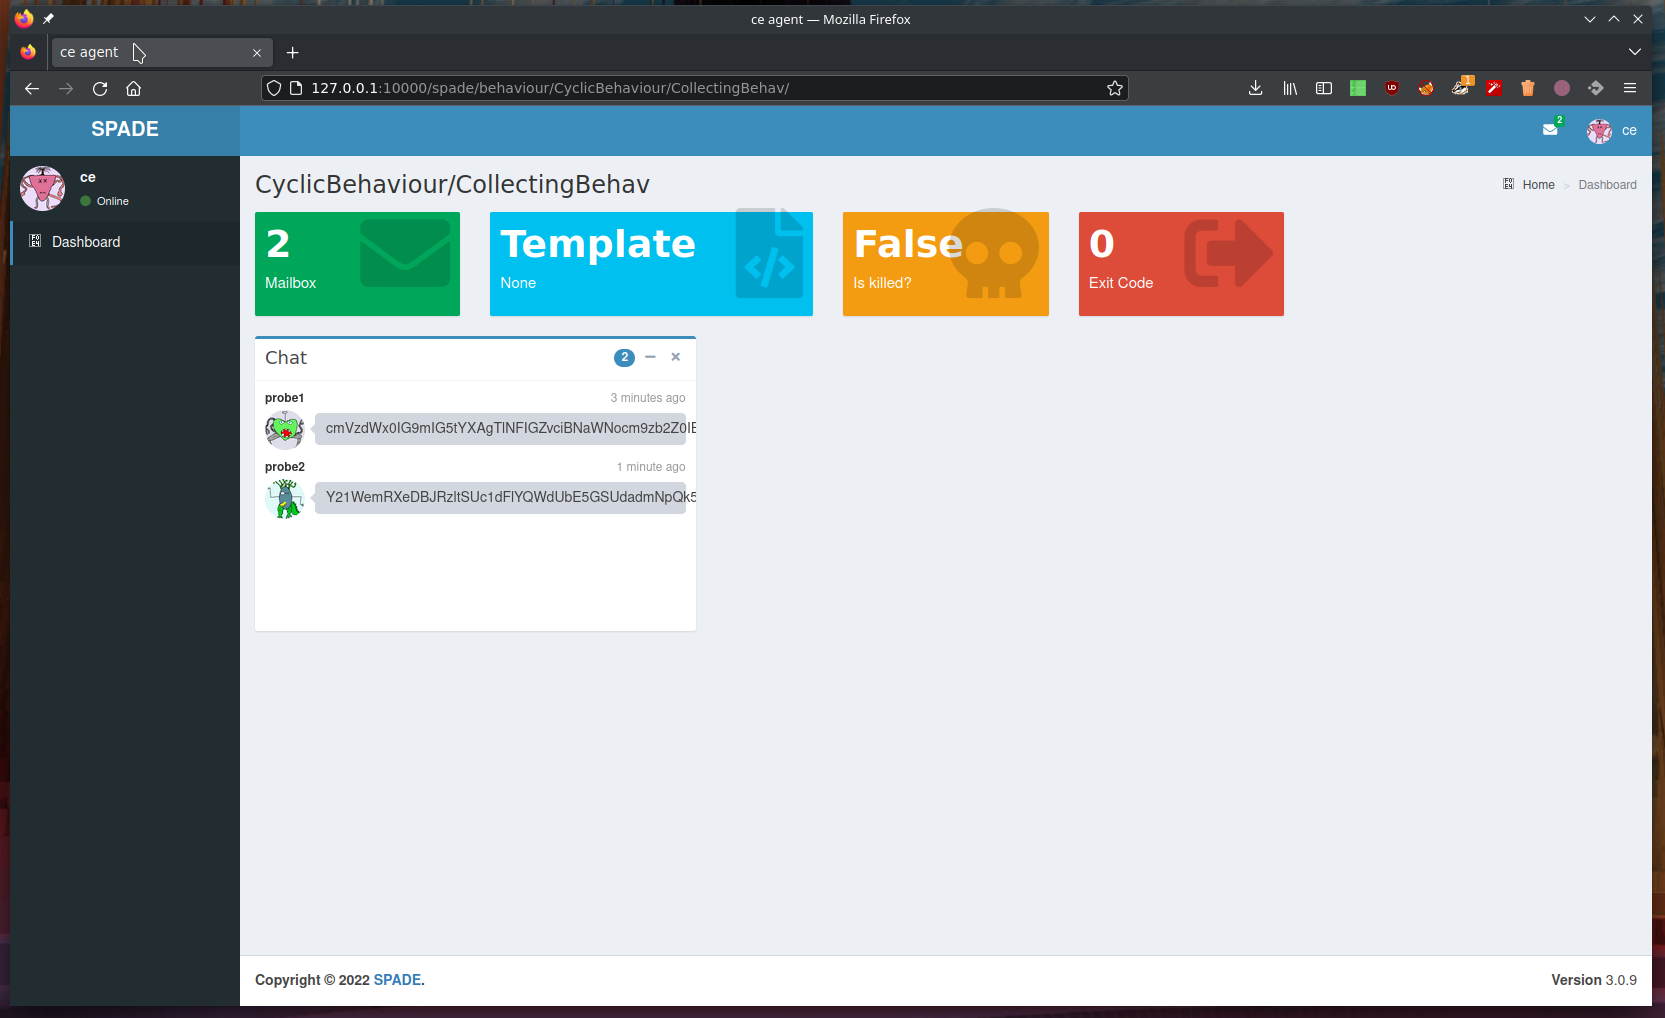 ce agent — Mozilla Firefox
ce agent
127.0.0.1:10000/spade/behaviour/CyclicBehaviour/CollectingBehav/
1
SPADE
2
ce
ce
Online
Dashboard
CyclicBehaviour/CollectingBehav
Home > Dashboard
2
Mailbox
Template
None
False
Is killed?
0
Exit Code
Chat
2
probe1
3 minutes ago
probe2
1 minute ago
Copyright © 2022 SPADE.
Version 3.0.9